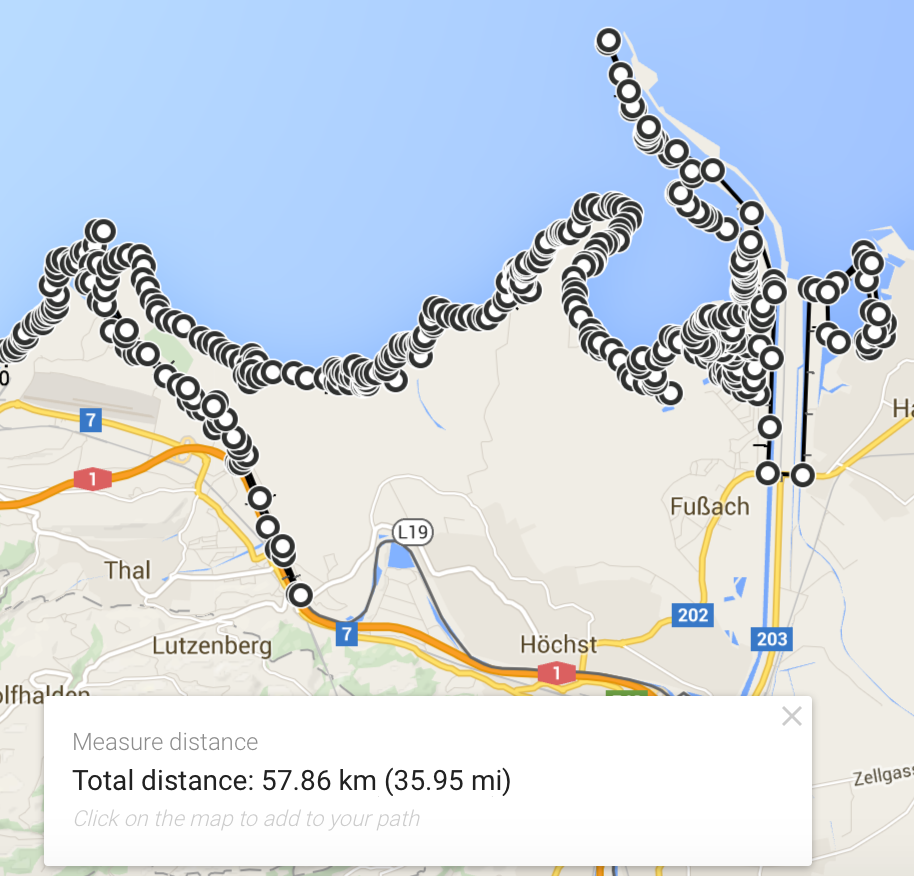 0
7
Ha
1
Fußach
L19
Thal
202
7
203
Lutzenberg
Höchst
1
olfhalden
Measure distance
Total distance: 57.86 km (35.95 mi)
Zellgass
Click on the map to add to your path